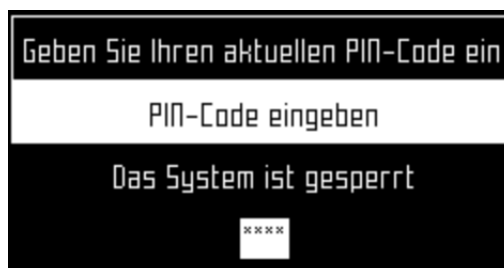 Geben Sie Ihren aktuellen PIN-Code ein
PIN-Code eingeben
Das System ist gesperrt
****